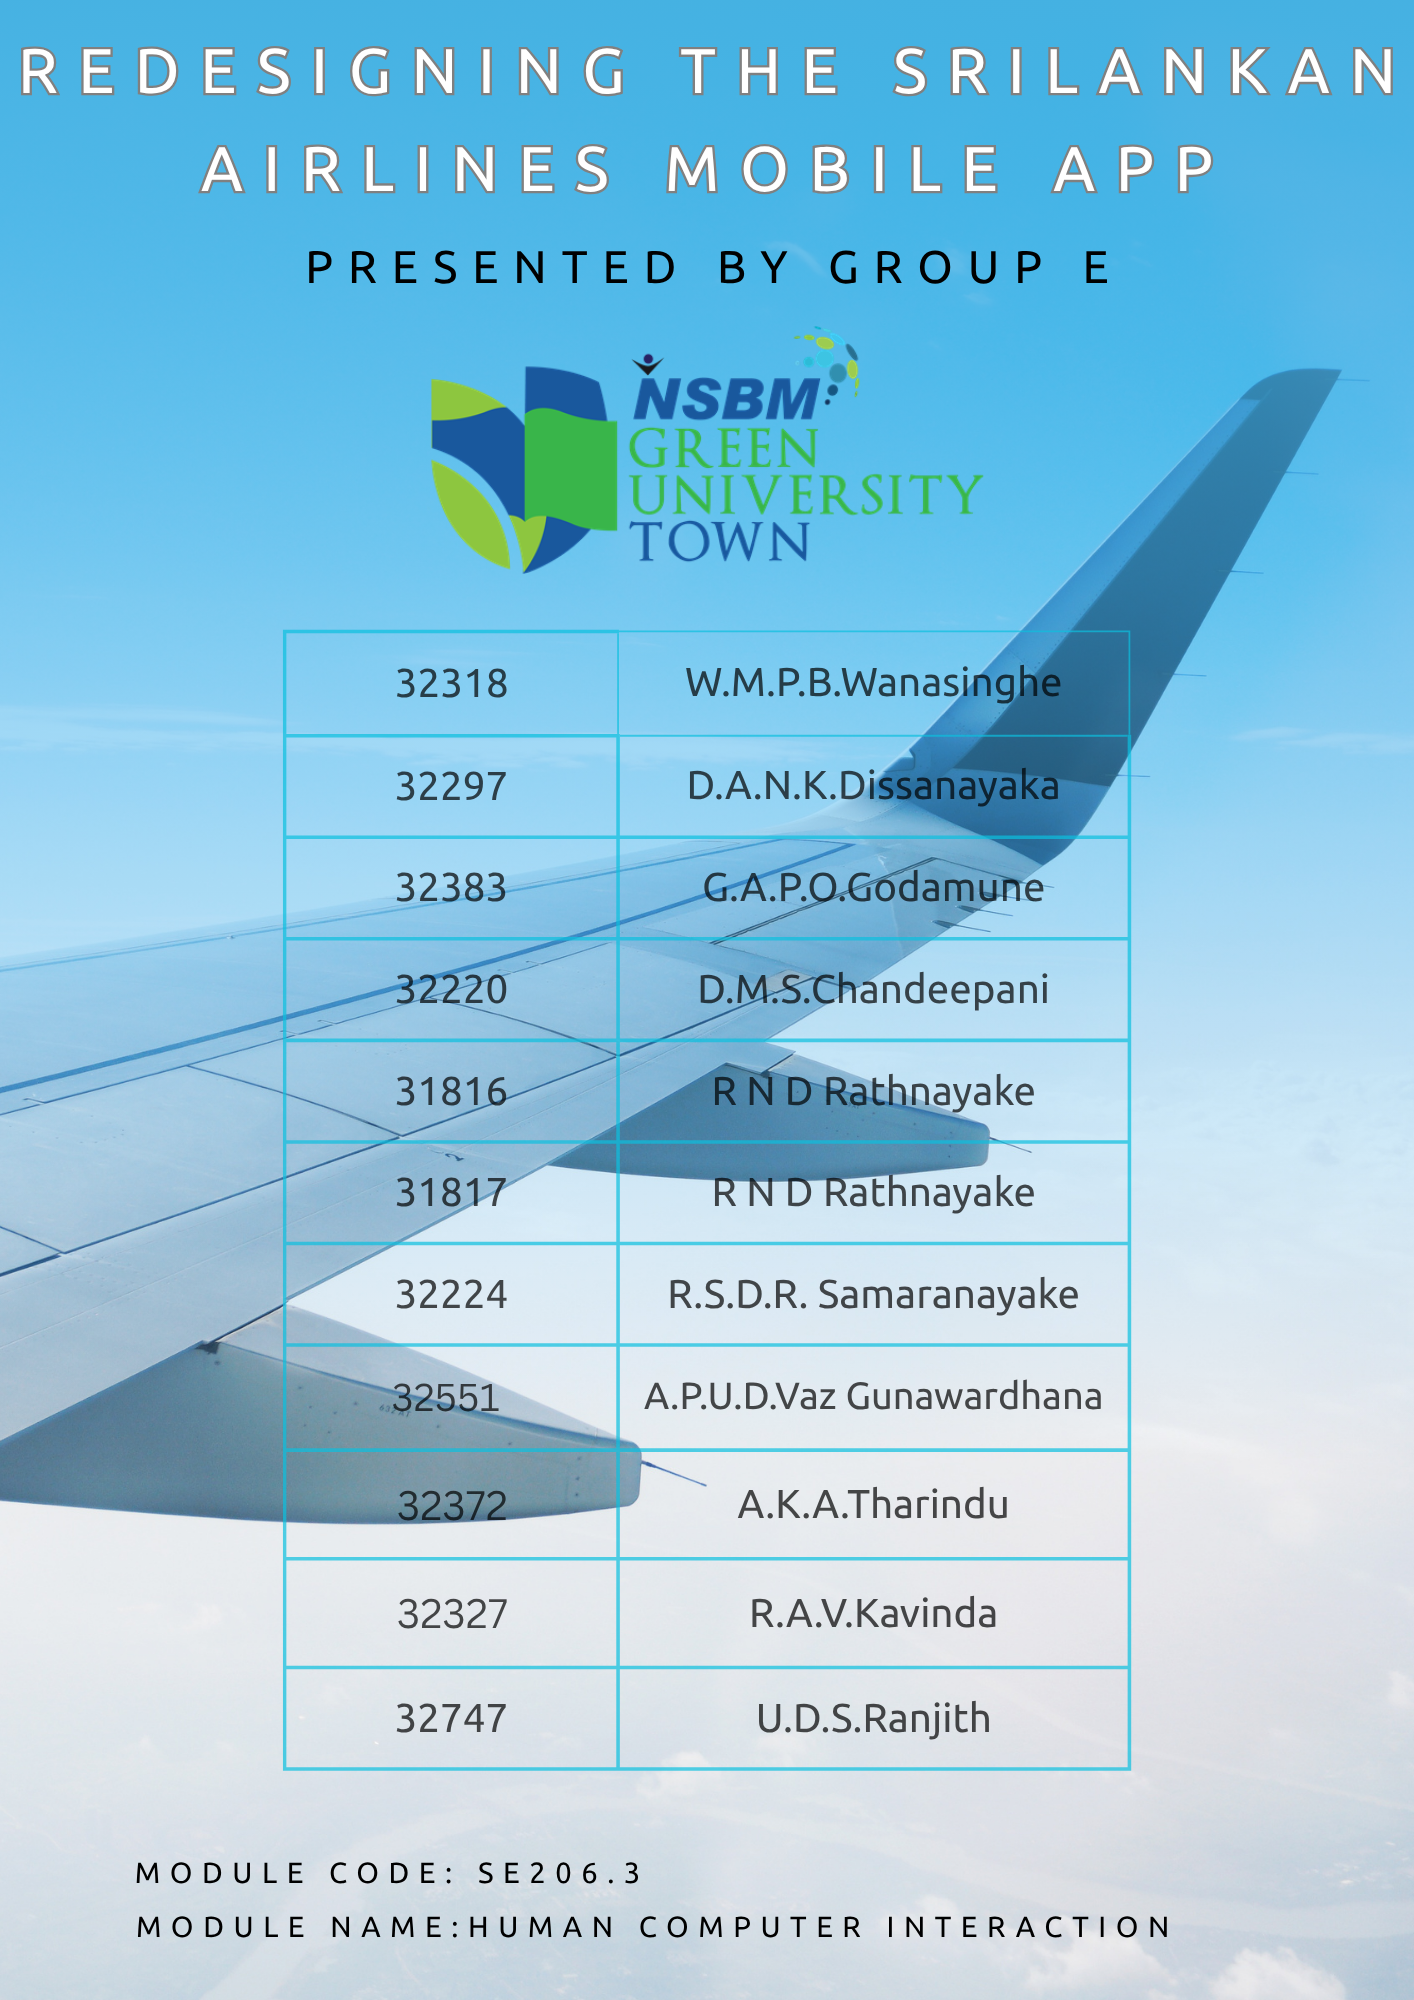 REDESIGNING THE SRILANKAN
AIRLINES MOBILE APP
PRESENTED BY GROUP E
NSBM
GREEN
UNIVERSITY
TOWN
32318 W.M.P.B.Wanasinghe
32297 D.A.N.K.Dissanayaka
32383 G.A.P.O.Godamune
32220 D.M.S.Chandeepani
31816 R N D Rathnayake
31817 R N D Rathnayake
32224 R.S.D.R. Samaranayake
32551 A.P.U.D.Vaz Gunawardhana
32372 A.K.A.Tharindu
32327 R.A.V.Kavinda
32747 U.D.S.Ranjith
MODULE CODE: SE206.3
MODULE NAME:HUMAN COMPUTER INTERACTION